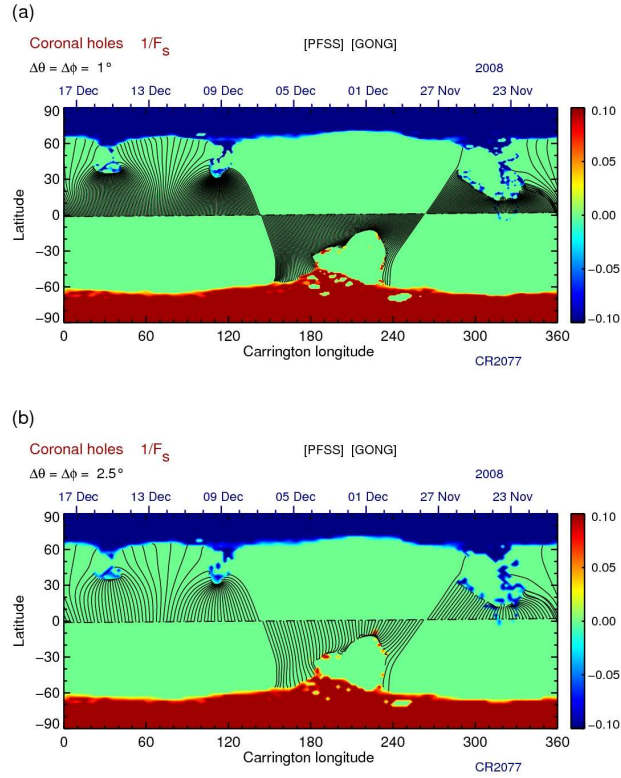 (a)
Coronal holes 1/Fs [PFSS] [GONG]
Δθ = Δϕ = 1° 2008
17 Dec 13 Dec 09 Dec 05 Dec 01 Dec 27 Nov 23 Nov
90
60
30
0
−30
−60
−90
Latitude
0 60 120 180 240 300 360
Carrington longitude
CR2077
0.10
0.05
0.00
−0.05
−0.10
(b)
Coronal holes 1/Fs [PFSS] [GONG]
Δθ = Δϕ = 2.5° 2008
17 Dec 13 Dec 09 Dec 05 Dec 01 Dec 27 Nov 23 Nov
90
60
30
0
−30
−60
−90
Latitude
0 60 120 180 240 300 360
Carrington longitude
CR2077
0.10
0.05
0.00
−0.05
−0.10